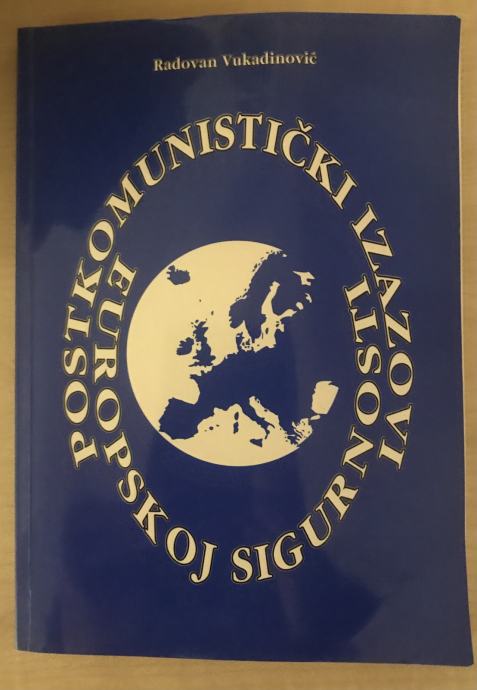 Radovan Vukadinović
POSTKOMUNISTIČKI IZAZOVI
EUROPSKOJ SIGURNOSTI